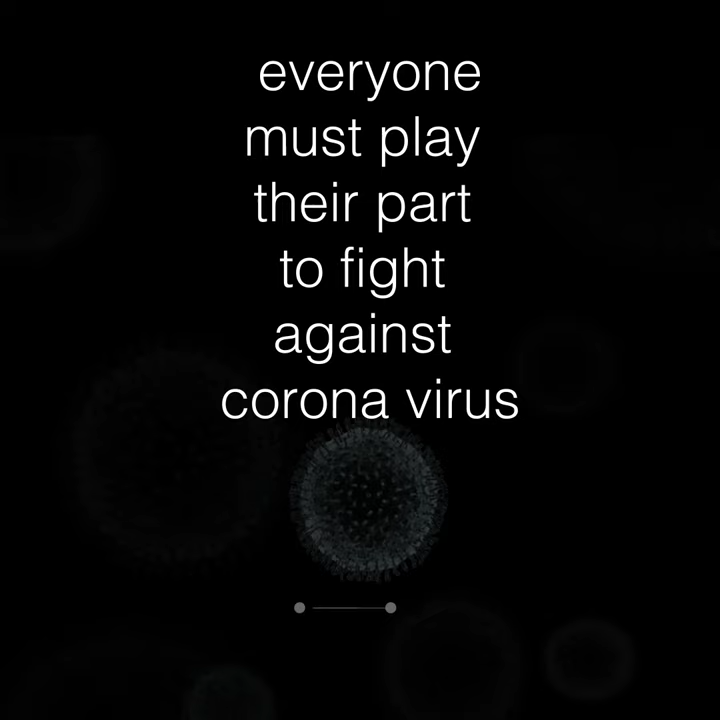 everyone
must play
their part
to fight
against
corona virus